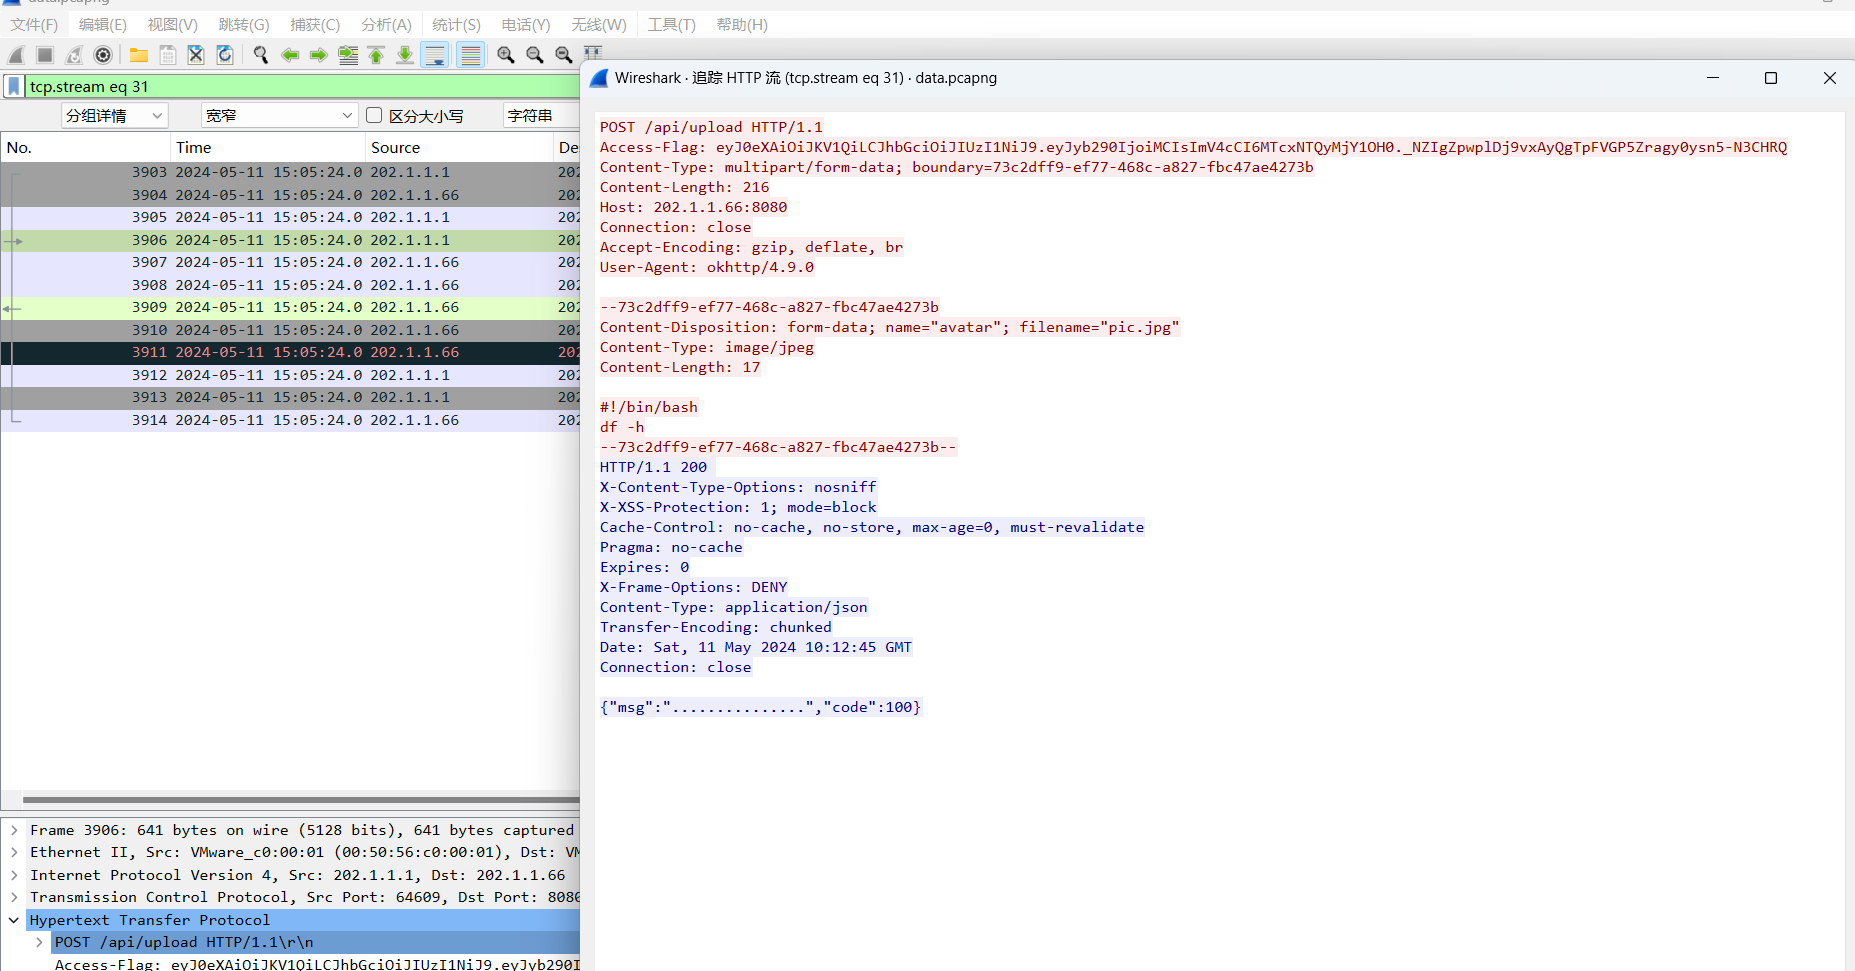 data.pcapng
文件(F) 编辑(E) 视图(V) 跳转(G) 捕获(C) 分析(A) 统计(S) 电话(Y) 无线(W) 工具(T) 帮助(H)
tcp.stream eq 31
分组详情 宽窄 区分大小写 字符串
No. Time Source De
3903 2024-05-11 15:05:24.0 202.1.1.1 202
3904 2024-05-11 15:05:24.0 202.1.1.66 202
3905 2024-05-11 15:05:24.0 202.1.1.1 202
3906 2024-05-11 15:05:24.0 202.1.1.1 202
3907 2024-05-11 15:05:24.0 202.1.1.66 202
3908 2024-05-11 15:05:24.0 202.1.1.66 202
3909 2024-05-11 15:05:24.0 202.1.1.66 202
3910 2024-05-11 15:05:24.0 202.1.1.66 202
3911 2024-05-11 15:05:24.0 202.1.1.66 202
3912 2024-05-11 15:05:24.0 202.1.1.1 202
3913 2024-05-11 15:05:24.0 202.1.1.1 202
3914 2024-05-11 15:05:24.0 202.1.1.66 202
Frame 3906: 641 bytes on wire (5128 bits), 641 bytes captured
Ethernet II, Src: VMware_c0:00:01 (00:50:56:c0:00:01), Dst: VM
Internet Protocol Version 4, Src: 202.1.1.1, Dst: 202.1.1.66
Transmission Control Protocol, Src Port: 64609, Dst Port: 8080
Hypertext Transfer Protocol
POST /api/upload HTTP/1.1\r\n
Access-Flag: eyJ0eXAiOiJKV1QiLCJhbGciOiJIUzI1NiJ9.eyJyb290I
Wireshark · 追踪 HTTP 流 (tcp.stream eq 31) · data.pcapng
POST /api/upload HTTP/1.1
Access-Flag: eyJ0eXAiOiJKV1QiLCJhbGciOiJIUzI1NiJ9.eyJyb290IjoiMCIsImV4cCI6MTcxNTQyMjY1OH0._NZIgZpwplDj9vxAyQgTpFVGP5Zragy0ysn5-N3CHRQ
Content-Type: multipart/form-data; boundary=73c2dff9-ef77-468c-a827-fbc47ae4273b
Content-Length: 216
Host: 202.1.1.66:8080
Connection: close
Accept-Encoding: gzip, deflate, br
User-Agent: okhttp/4.9.0
--73c2dff9-ef77-468c-a827-fbc47ae4273b
Content-Disposition: form-data; name="avatar"; filename="pic.jpg"
Content-Type: image/jpeg
Content-Length: 17
#!/bin/bash
df -h
--73c2dff9-ef77-468c-a827-fbc47ae4273b--
HTTP/1.1 200
X-Content-Type-Options: nosniff
X-XSS-Protection: 1; mode=block
Cache-Control: no-cache, no-store, max-age=0, must-revalidate
Pragma: no-cache
Expires: 0
X-Frame-Options: DENY
Content-Type: application/json
Transfer-Encoding: chunked
Date: Sat, 11 May 2024 10:12:45 GMT
Connection: close
{"msg":"...............","code":100}